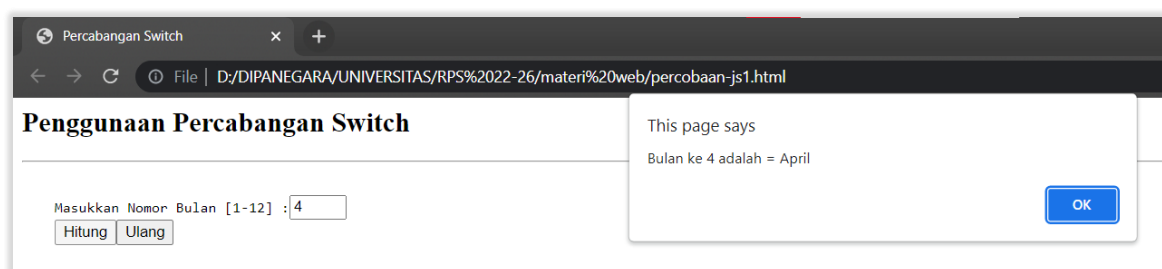 Percabangan Switch
File | D:/DIPANEGARA/UNIVERSITAS/RPS%2022-26/materi%20web/percobaan-js1.html
Penggunaan Percabangan Switch
This page says
Bulan ke 4 adalah = April
OK
Masukkan Nomor Bulan [1-12] :4
Hitung Ulang